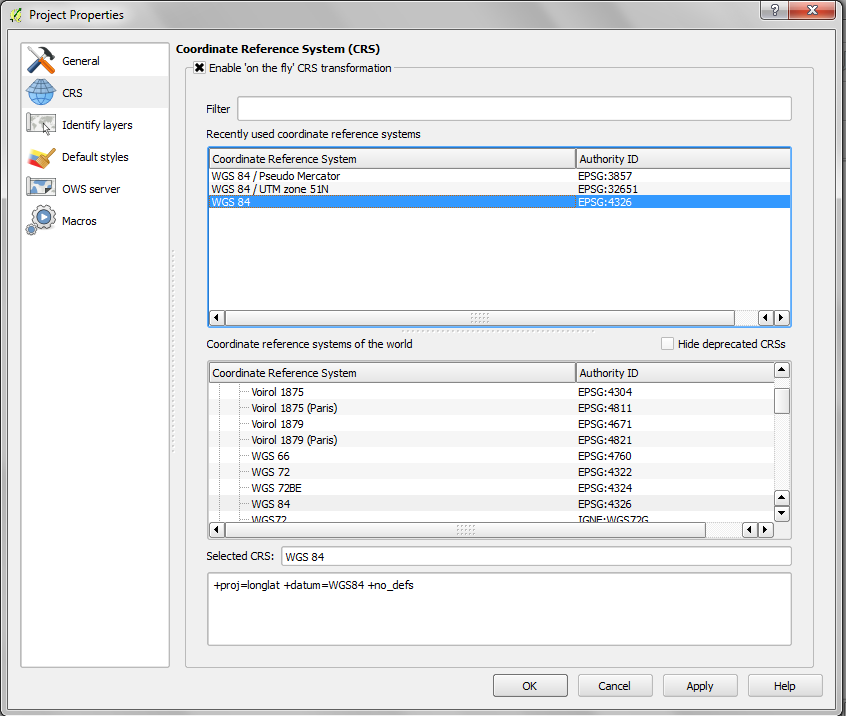 Project Properties
General
CRS
Identify layers
Default styles
OWS server
Macros
Coordinate Reference System (CRS)
Enable 'on the fly' CRS transformation
Filter
Recently used coordinate reference systems
Coordinate Reference System Authority ID
WGS 84 / Pseudo Mercator EPSG:3857
WGS 84 / UTM zone 51N EPSG:32651
WGS 84 EPSG:4326
Coordinate reference systems of the world Hide deprecated CRSs
Coordinate Reference System Authority ID
Voirol 1875 EPSG:4304
Voirol 1875 (Paris) EPSG:4811
Voirol 1879 EPSG:4671
Voirol 1879 (Paris) EPSG:4821
WGS 66 EPSG:4760
WGS 72 EPSG:4322
WGS 72BE EPSG:4324
WGS 84 EPSG:4326
WGS72 IGNF:WGS72G
Selected CRS: WGS 84
+proj=longlat +datum=WGS84 +no_defs
OK Cancel Apply Help